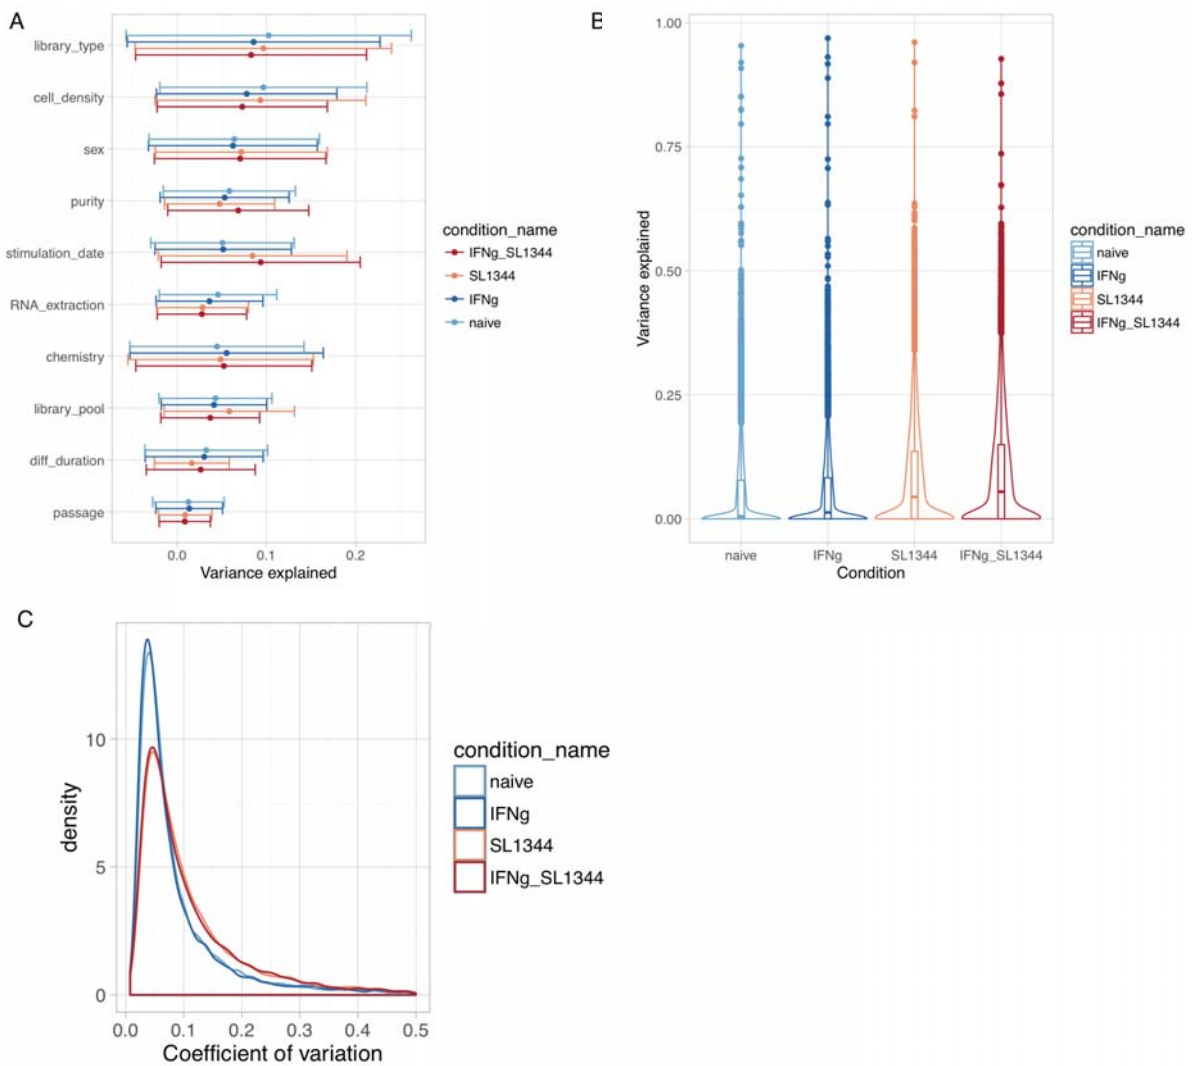 A
library_type
cell_density
sex
purity
stimulation_date
RNA_extraction
chemistry
library_pool
diff_duration
passage
0.0 0.1 0.2
Variance explained
condition_name
IFNg_SL1344
SL1344
IFNg
naive
B
1.00
0.75
0.50
0.25
0.00
Variance explained
naive IFNg SL1344 IFNg_SL1344
Condition
condition_name
naive
IFNg
SL1344
IFNg_SL1344
C
10
5
0
density
0.0 0.1 0.2 0.3 0.4 0.5
Coefficient of variation
condition_name
naive
IFNg
SL1344
IFNg_SL1344